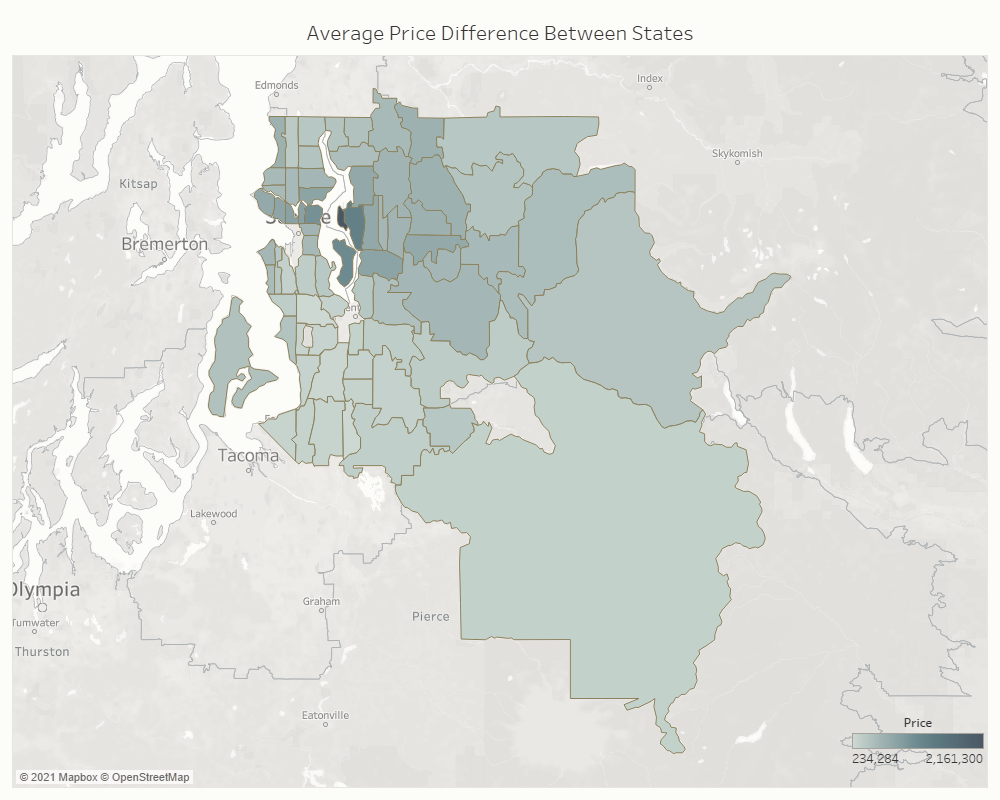 Average Price Difference Between States
Edmonds
Index
Skykomish
Kitsap
Bremerton
Tacoma
Lakewood
Olympia
Tumwater
Graham
Pierce
Thurston
Eatonville
Price
234,284 2,161,300
© 2021 Mapbox © OpenStreetMap